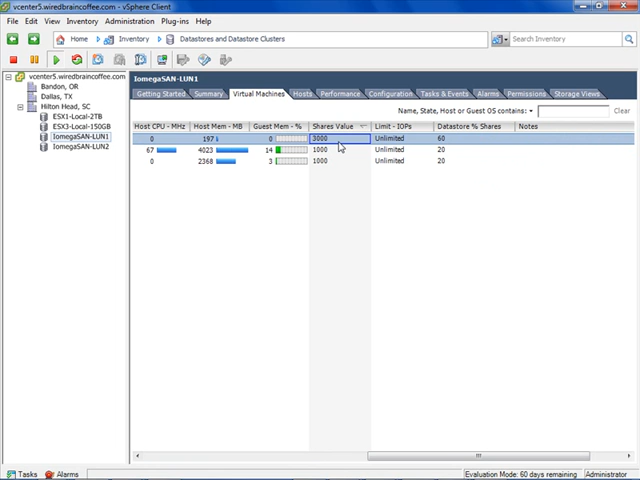 vcenter5.wiredbraincoffee.com - vSphere Client
File Edit View Inventory Administration Plug-ins Help
Home Inventory Datastores and Datastore Clusters Search Inventory
vcenter5.wiredbraincoffee.com
Bandon, OR
Dallas, TX
Hilton Head, SC
ESX1-Local-2TB
ESX3-Local-150GB
IomegaSAN-LUN1
IomegaSAN-LUN2
IomegaSAN-LUN1
Getting Started Summary Virtual Machines Hosts Performance Configuration Tasks & Events Alarms Permissions Storage Views
Name, State, Host or Guest OS contains: Clear
Host CPU - MHz Host Mem - MB Guest Mem - % Shares Value Limit - IOPs Datastore % Shares Notes
0 197 0 3000 Unlimited 60
67 4023 14 1000 Unlimited 20
0 2368 3 1000 Unlimited 20
Tasks Alarms Evaluation Mode: 60 days remaining Administrator